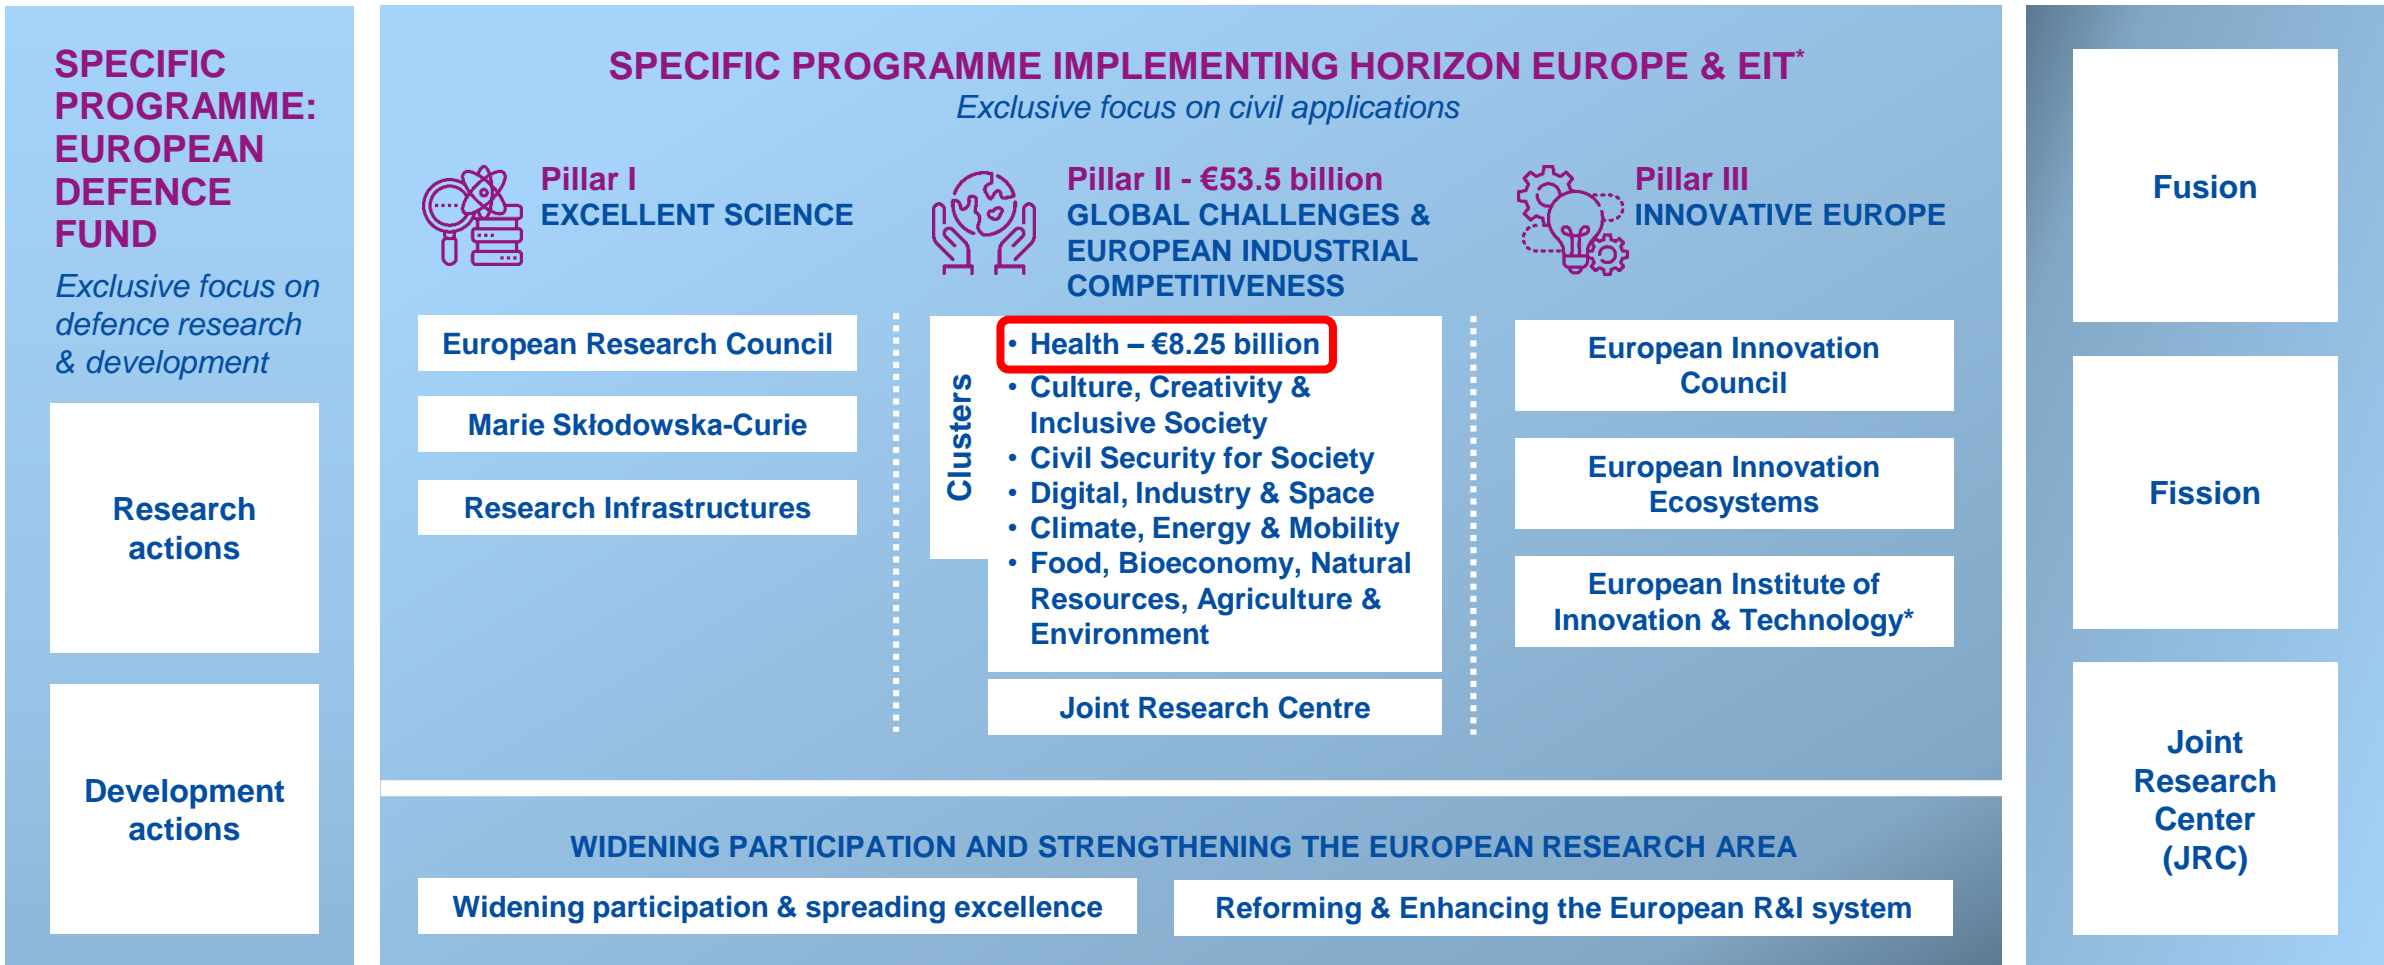 SPECIFIC
PROGRAMME:
EUROPEAN
DEFENCE
FUND
Exclusive focus on
defence research
& development
Research
actions
Development
actions
SPECIFIC PROGRAMME IMPLEMENTING HORIZON EUROPE & EIT*
Exclusive focus on civil applications
Pillar I
EXCELLENT SCIENCE
European Research Council
Marie Skłodowska-Curie
Research Infrastructures
Pillar II - €53.5 billion
GLOBAL CHALLENGES &
EUROPEAN INDUSTRIAL
COMPETITIVENESS
Clusters
• Health – €8.25 billion
• Culture, Creativity &
Inclusive Society
• Civil Security for Society
• Digital, Industry & Space
• Climate, Energy & Mobility
• Food, Bioeconomy, Natural
Resources, Agriculture &
Environment
Joint Research Centre
Pillar III
INNOVATIVE EUROPE
European Innovation
Council
European Innovation
Ecosystems
European Institute of
Innovation & Technology*
WIDENING PARTICIPATION AND STRENGTHENING THE EUROPEAN RESEARCH AREA
Widening participation & spreading excellence
Reforming & Enhancing the European R&I system
Fusion
Fission
Joint
Research
Center
(JRC)